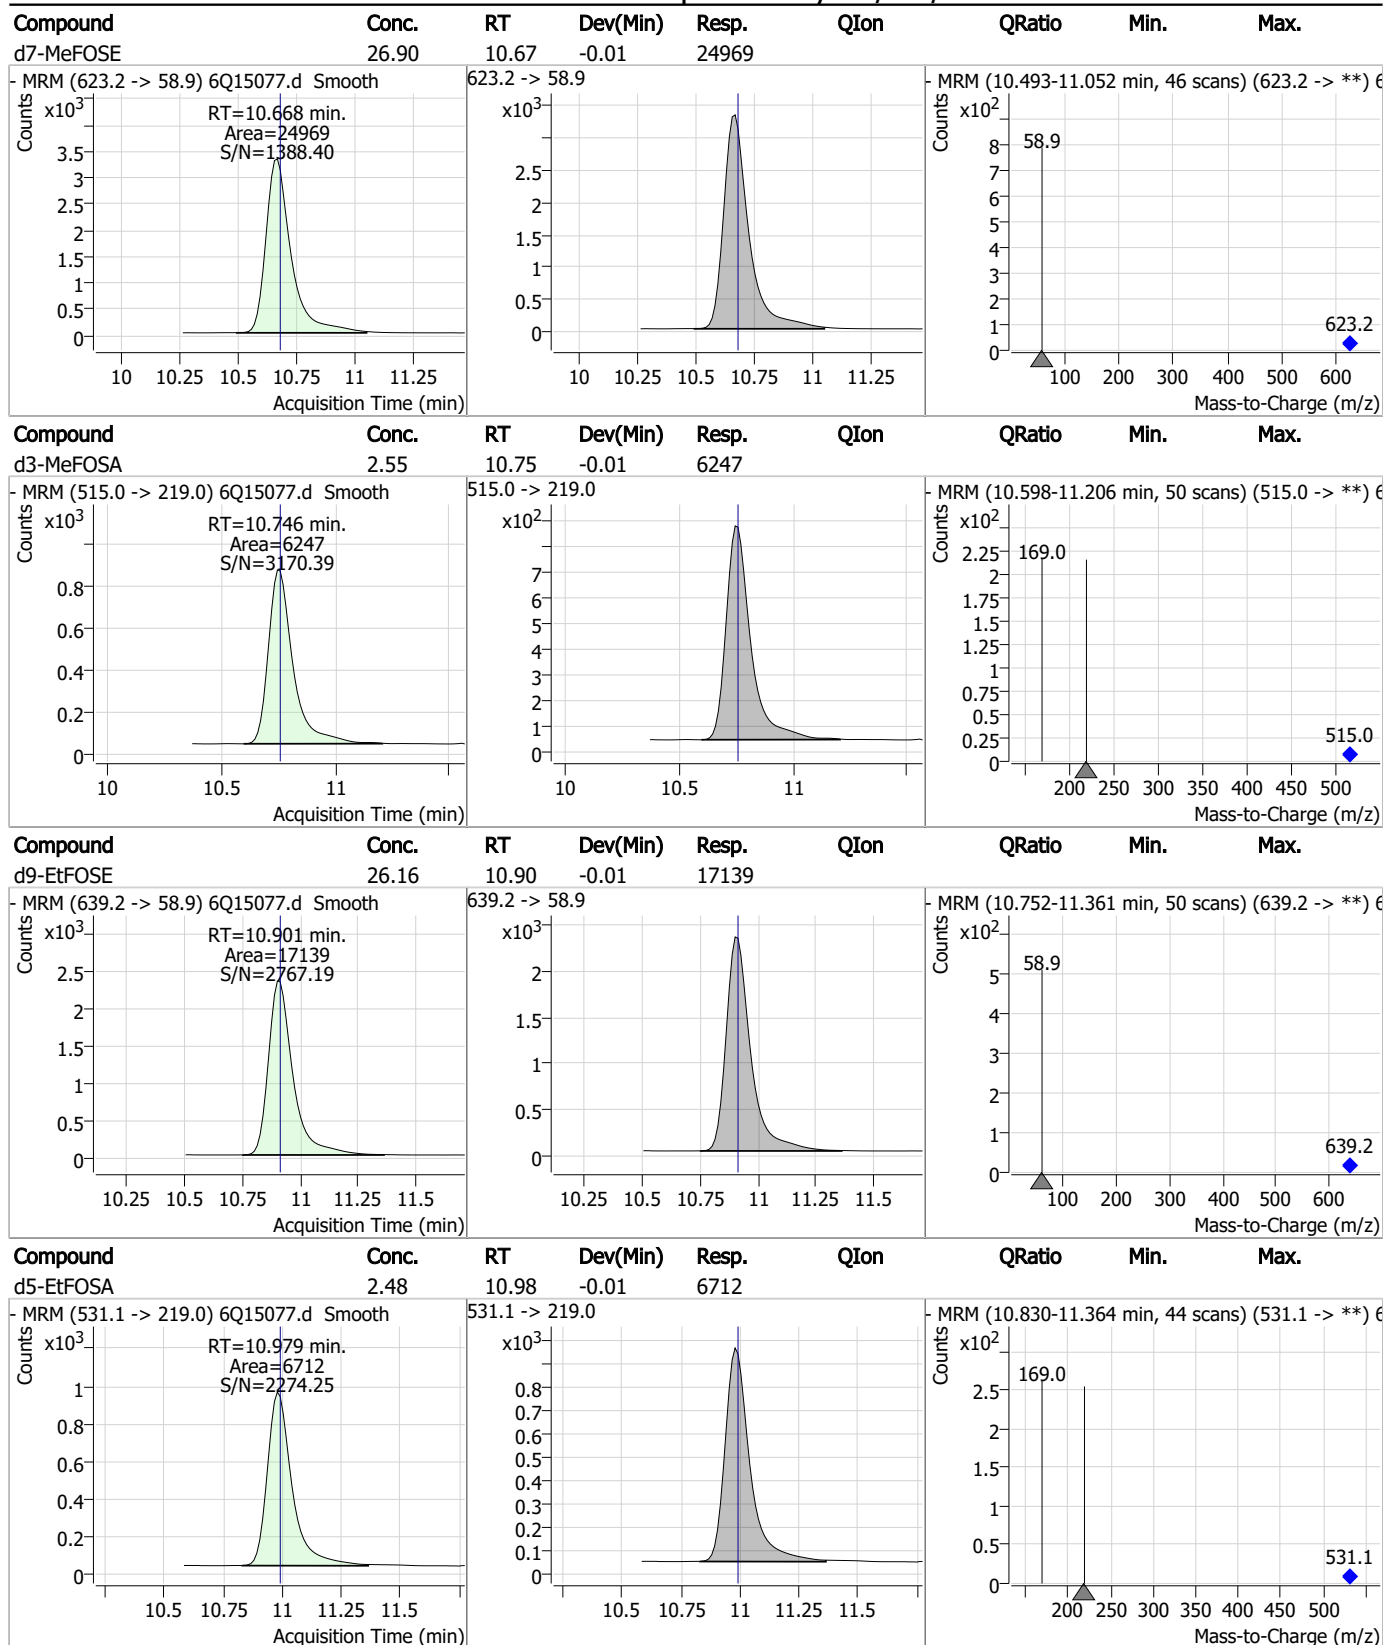 Compound Conc. RT Dev(Min) Resp. QIon QRatio Min. Max.
d7-MeFOSE 26.90 10.67 -0.01 24969
- MRM (623.2 -> 58.9) 6Q15077.d Smooth
Counts
x10³
RT=10.668 min.
Area=24969
S/N=1388.40
3.5
3
2.5
2
1.5
1
0.5
0
10 10.25 10.5 10.75 11 11.25
Acquisition Time (min)
623.2 -> 58.9
x10³
2.5
2
1.5
1
0.5
0
10 10.25 10.5 10.75 11 11.25
- MRM (10.493-11.052 min, 46 scans) (623.2 -> **) 6
Counts
x10²
58.9
8
7
6
5
4
3
2
1
0
623.2
100 200 300 400 500 600
Mass-to-Charge (m/z)
Compound Conc. RT Dev(Min) Resp. QIon QRatio Min. Max.
d3-MeFOSA 2.55 10.75 -0.01 6247
- MRM (515.0 -> 219.0) 6Q15077.d Smooth
Counts
x10³
RT=10.746 min.
Area=6247
S/N=3170.39
0.8
0.6
0.4
0.2
0
10 10.5 11
Acquisition Time (min)
515.0 -> 219.0
x10²
7
6
5
4
3
2
1
0
10 10.5 11
- MRM (10.598-11.206 min, 50 scans) (515.0 -> **) 6
Counts
x10²
169.0
2.25
2
1.75
1.5
1.25
1
0.75
0.5
0.25
0
515.0
200 250 300 350 400 450 500
Mass-to-Charge (m/z)
Compound Conc. RT Dev(Min) Resp. QIon QRatio Min. Max.
d9-EtFOSE 26.16 10.90 -0.01 17139
- MRM (639.2 -> 58.9) 6Q15077.d Smooth
Counts
x10³
RT=10.901 min.
Area=17139
S/N=2767.19
2.5
2
1.5
1
0.5
0
10.25 10.5 10.75 11 11.25 11.5
Acquisition Time (min)
639.2 -> 58.9
x10³
2
1.5
1
0.5
0
10.25 10.5 10.75 11 11.25 11.5
- MRM (10.752-11.361 min, 50 scans) (639.2 -> **) 6
Counts
x10²
58.9
5
4
3
2
1
0
639.2
100 200 300 400 500 600
Mass-to-Charge (m/z)
Compound Conc. RT Dev(Min) Resp. QIon QRatio Min. Max.
d5-EtFOSA 2.48 10.98 -0.01 6712
- MRM (531.1 -> 219.0) 6Q15077.d Smooth
Counts
x10³
RT=10.979 min.
Area=6712
S/N=2274.25
1
0.8
0.6
0.4
0.2
0
10.5 10.75 11 11.25 11.5
Acquisition Time (min)
531.1 -> 219.0
x10³
0.8
0.7
0.6
0.5
0.4
0.3
0.2
0.1
0
10.5 10.75 11 11.25 11.5
- MRM (10.830-11.364 min, 44 scans) (531.1 -> **) 6
Counts
x10²
169.0
2.5
2
1.5
1
0.5
0
531.1
200 250 300 350 400 450 500
Mass-to-Charge (m/z)